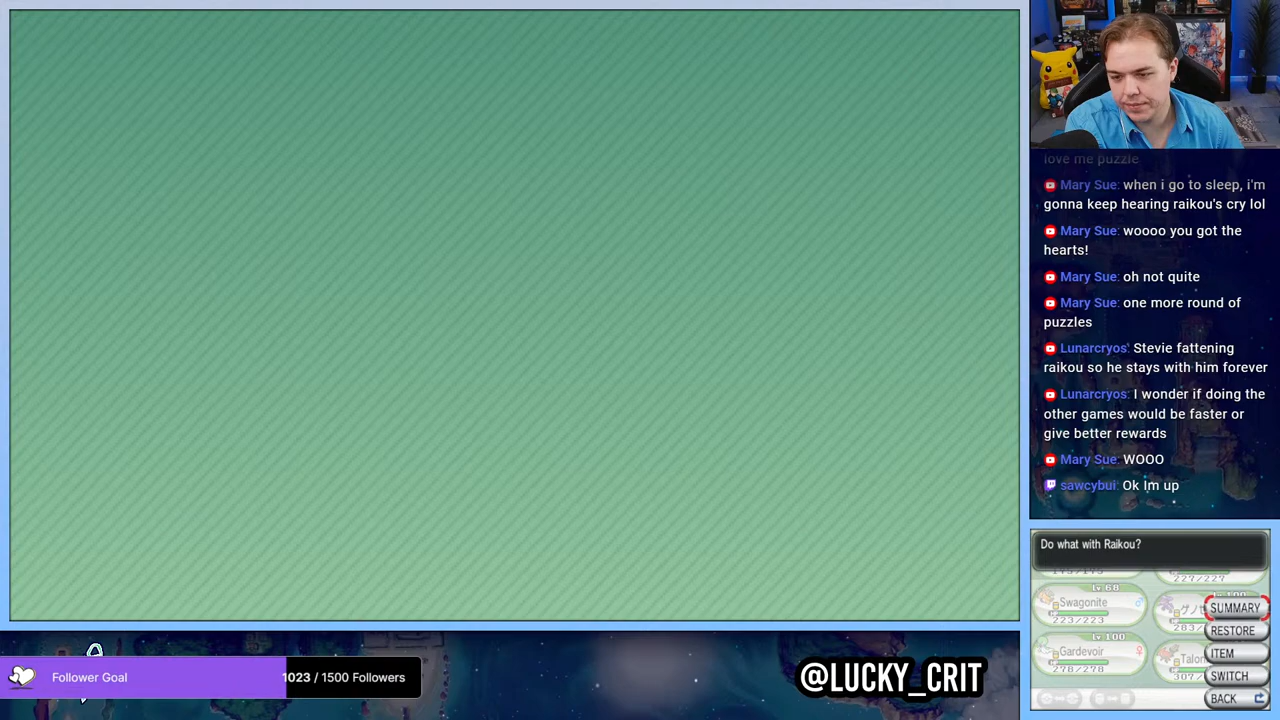 love me puzzle
Mary Sue: when i go to sleep, i'm
gonna keep hearing raikou's cry lol
Mary Sue: woooo you got the
hearts!
Mary Sue: oh not quite
Mary Sue: one more round of
puzzles
Lunarcryos: Stevie fattening
raikou so he stays with him forever
Lunarcryos: I wonder if doing the
other games would be faster or
give better rewards
Mary Sue: WOOO
sawcybui: Ok Im up
Do what with Raikou?
227/227
Lv 68
Swagonite
223/223
SUMMARY
RESTORE
Lv 100
Gardevoir
278/278
ITEM
SWITCH
BACK
Follower Goal
1023 / 1500 Followers
@LUCKY_CRIT